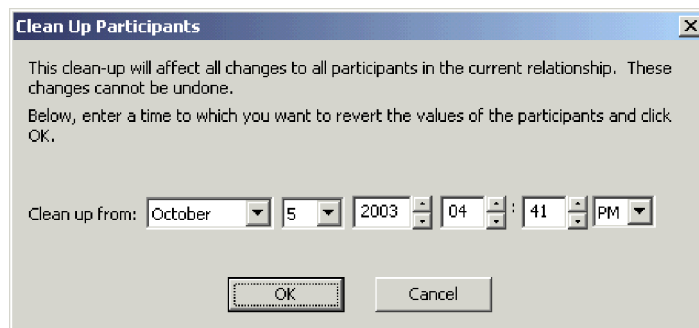 Clean Up Participants
This clean-up will affect all changes to all participants in the current relationship. These
changes cannot be undone.
Below, enter a time to which you want to revert the values of the participants and click
OK.
Clean up from: October 5 2003 04 : 41 PM
OK Cancel